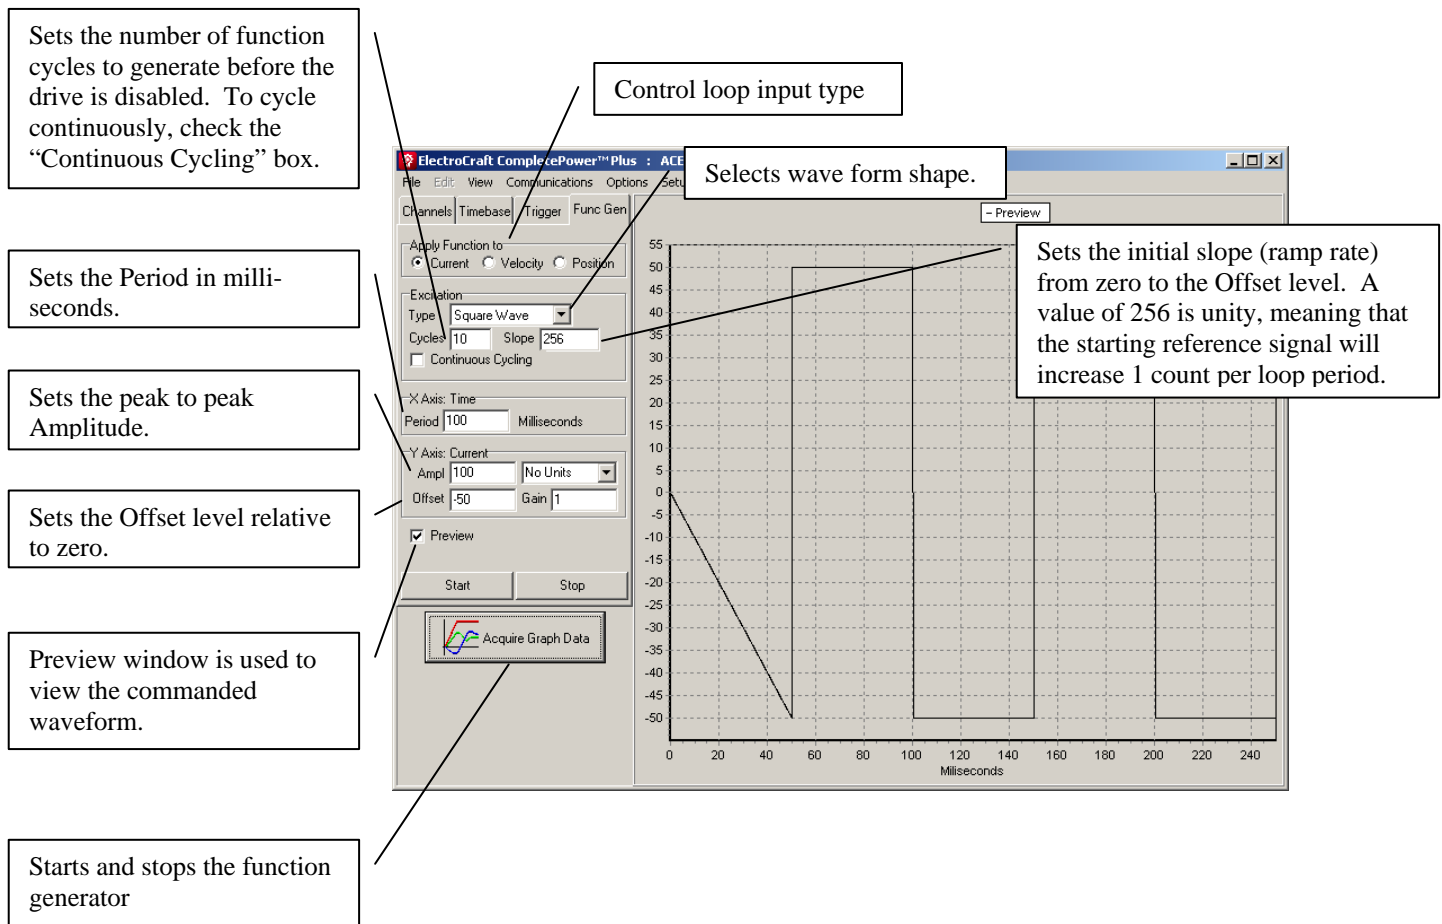 Sets the number of function
cycles to generate before the
drive is disabled.  To cycle
continuously, check the
“Continuous Cycling” box.
Control loop input type
Selects wave form shape.
Sets the Period in milli-
seconds.
Sets the peak to peak
Amplitude.
Sets the Offset level relative
to zero.
Preview window is used to
view the commanded
waveform.
Starts and stops the function
generator
Sets the initial slope (ramp rate)
from zero to the Offset level.  A
value of 256 is unity, meaning that
the starting reference signal will
increase 1 count per loop period.
ElectroCraft CompletePower™ Plus : ACE
File Edit View Communications Options Setu
Channels Timebase Trigger Func Gen
Apply Function to
Current Velocity Position
Excitation
Type Square Wave
Cycles 10 Slope 256
Continuous Cycling
X Axis: Time
Period 100 Milliseconds
Y Axis: Current
Ampl 100 No Units
Offset -50 Gain 1
Preview
Start Stop
Acquire Graph Data
– Preview
55
50
45
40
35
30
25
20
15
10
5
0
-5
-10
-15
-20
-25
-30
-35
-40
-45
-50
0 20 40 60 80 100 120 140 160 180 200 220 240
Miliseconds